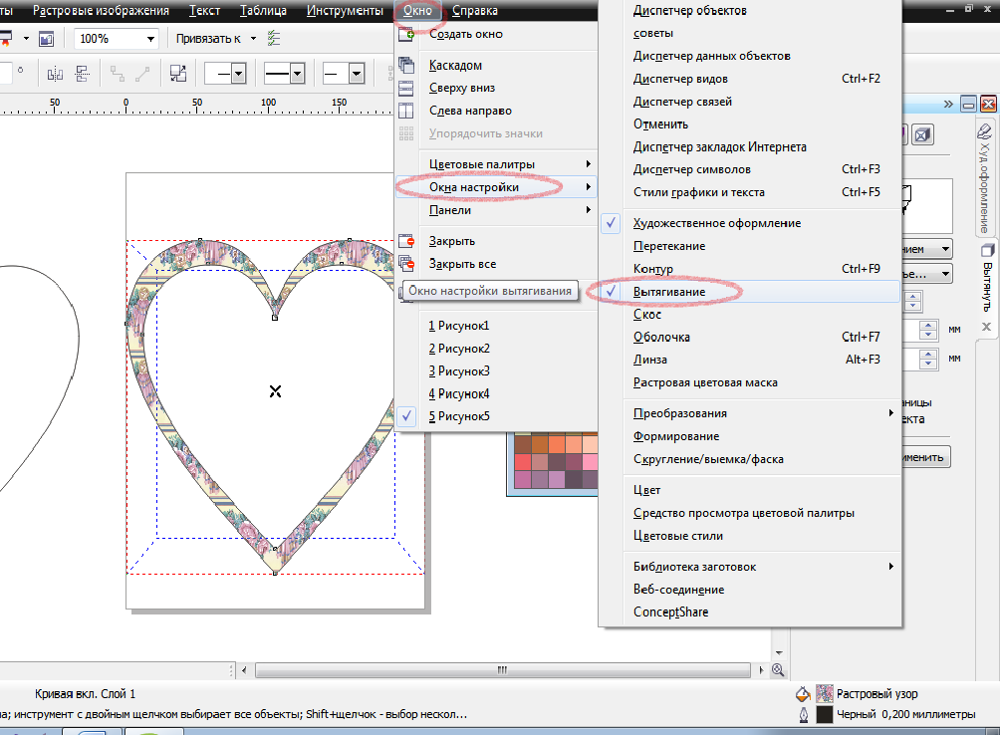 Растровые изображения Текст Таблица Инструменты Окно Справка
100% Привязать к
50 0 50 100 150
Создать окно
Каскадом
Сверху вниз
Слева направо
Упорядочить значки
Цветовые палитры
Окна настройки
Панели
Закрыть
Закрыть все
Окно настройки вытягивания
1 Рисунок1
2 Рисунок2
3 Рисунок3
4 Рисунок4
5 Рисунок5
Диспетчер объектов
советы
Диспетчер данных объектов
Диспетчер видов Ctrl+F2
Диспетчер связей
Отменить
Диспетчер закладок Интернета
Диспетчер символов Ctrl+F3
Стили графики и текста Ctrl+F5
Художественное оформление
Перетекание
Контур Ctrl+F9
Вытягивание
Скос
Оболочка Ctrl+F7
Линза Alt+F3
Растровая цветовая маска
Преобразования
Формирование
Скругление/выемка/фаска
Цвет
Средство просмотра цветовой палитры
Цветовые стили
Библиотека заготовок
Веб-соединение
ConceptShare
Худ.оформление
Вытянуть
нием
ье...
мм
мм
аницы
екта
именить
Кривая вкл. Слой 1
на; инструмент с двойным щелчком выбирает все объекты; Shift+щелчок - выбор нескол...
Растровый узор
Черный 0,200 миллиметры